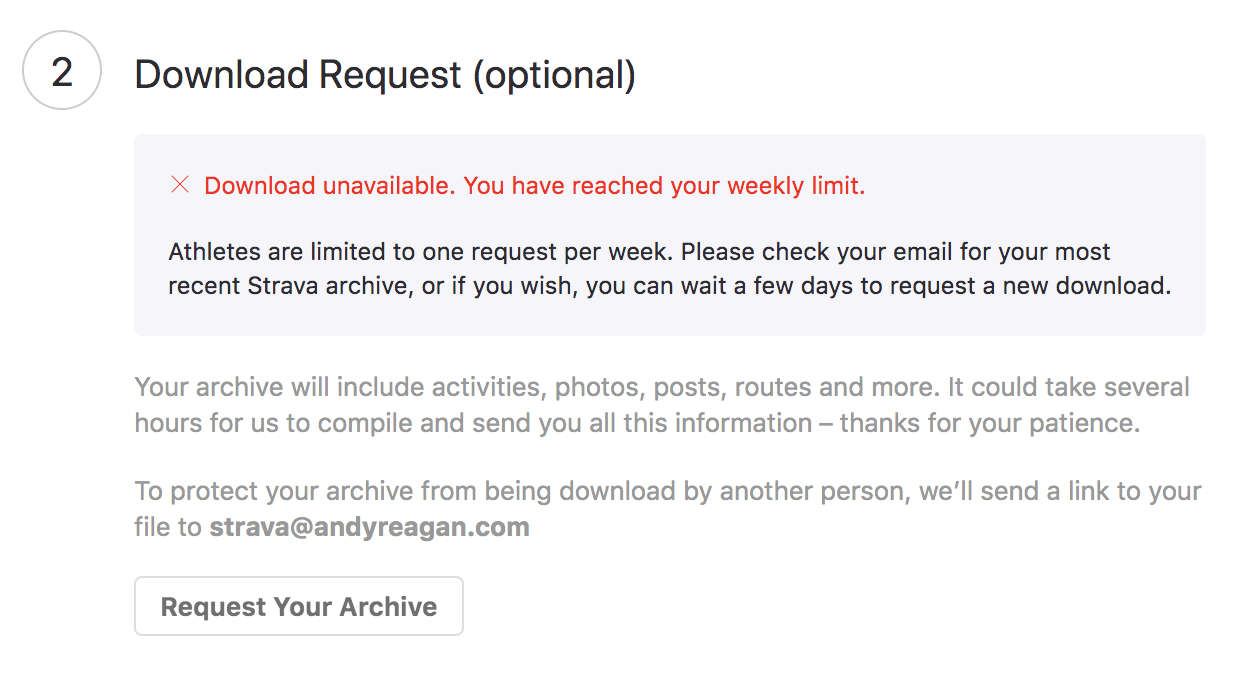 2
Download Request (optional)
Download unavailable. You have reached your weekly limit.
Athletes are limited to one request per week. Please check your email for your most
recent Strava archive, or if you wish, you can wait a few days to request a new download.
Your archive will include activities, photos, posts, routes and more. It could take several
hours for us to compile and send you all this information – thanks for your patience.
To protect your archive from being download by another person, we’ll send a link to your
file to strava@andyreagan.com
Request Your Archive